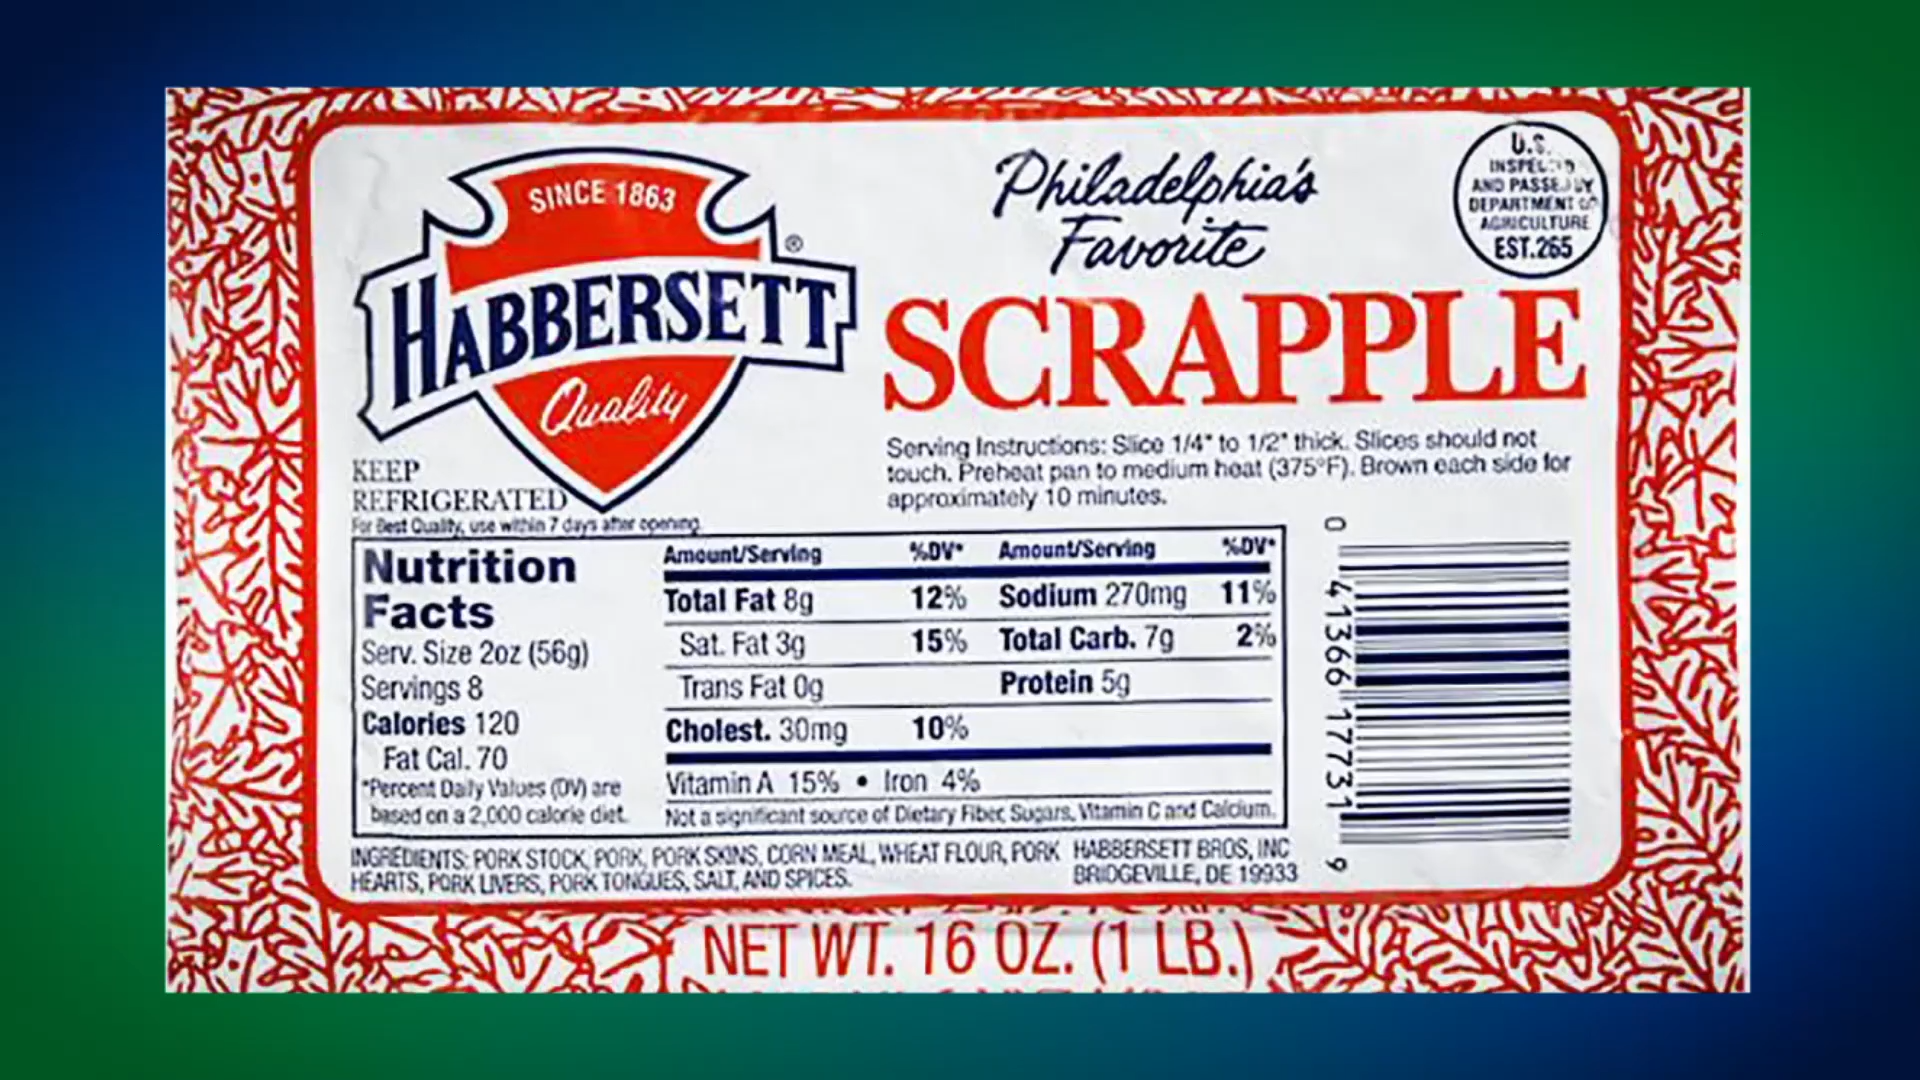 SINCE 1863
HABBERSETT
®
Quality
Philadelphia's
Favorite
SCRAPPLE
U.S.
INSPECTED
AND PASSED BY
DEPARTMENT OF
AGRICULTURE
EST.265
KEEP
REFRIGERATED
For Best Quality, use within 7 days after opening.
Serving Instructions: Slice 1/4" to 1/2" thick. Slices should not
touch. Preheat pan to medium heat (375°F). Brown each side for
approximately 10 minutes.
Nutrition
Facts
Serv. Size 2oz (56g)
Servings 8
Calories 120
Fat Cal. 70
*Percent Daily Values (DV) are
based on a 2,000 calorie diet.
Amount/Serving %DV* Amount/Serving %DV*
Total Fat 8g 12% Sodium 270mg 11%
Sat. Fat 3g 15% Total Carb. 7g 2%
Trans Fat 0g Protein 5g
Cholest. 30mg 10%
Vitamin A 15% • Iron 4%
Not a significant source of Dietary Fiber, Sugars, Vitamin C and Calcium.
INGREDIENTS: PORK STOCK, PORK, PORK SKINS, CORN MEAL, WHEAT FLOUR, PORK
HEARTS, PORK LIVERS, PORK TONGUES, SALT, AND SPICES.
HABBERSETT BROS, INC
BRIDGEVILLE, DE 19933
0 41366 17731 9
NET WT. 16 OZ. (1 LB.)